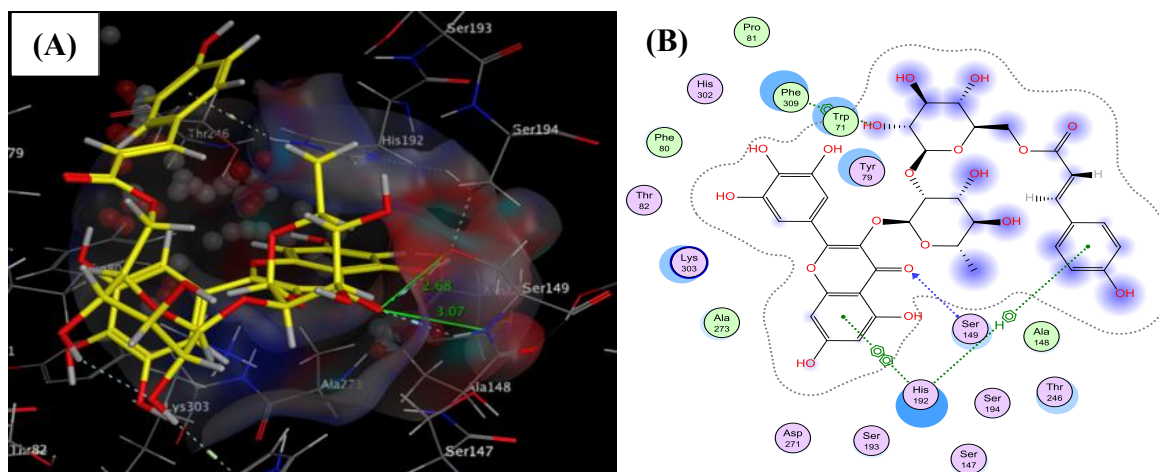 (A)
Ser193
Thr246
His192
Ser194
79
2.68
3.07
Ser149
Ala148
Ala273
Lys303
Thr82
Ser147
(B)
Pro
81
His
302
Phe
309
Trp
71
Phe
80
Tyr
79
Thr
82
Lys
303
Ala
273
Ser
149
Ala
148
His
192
Ser
194
Thr
246
Asp
271
Ser
193
Ser
147
HO
OH
HO
O
O
O
OH
OH
HO
HO
O
O
O
OH
OH
O
H
H
O
O
HO
OH
OH
H